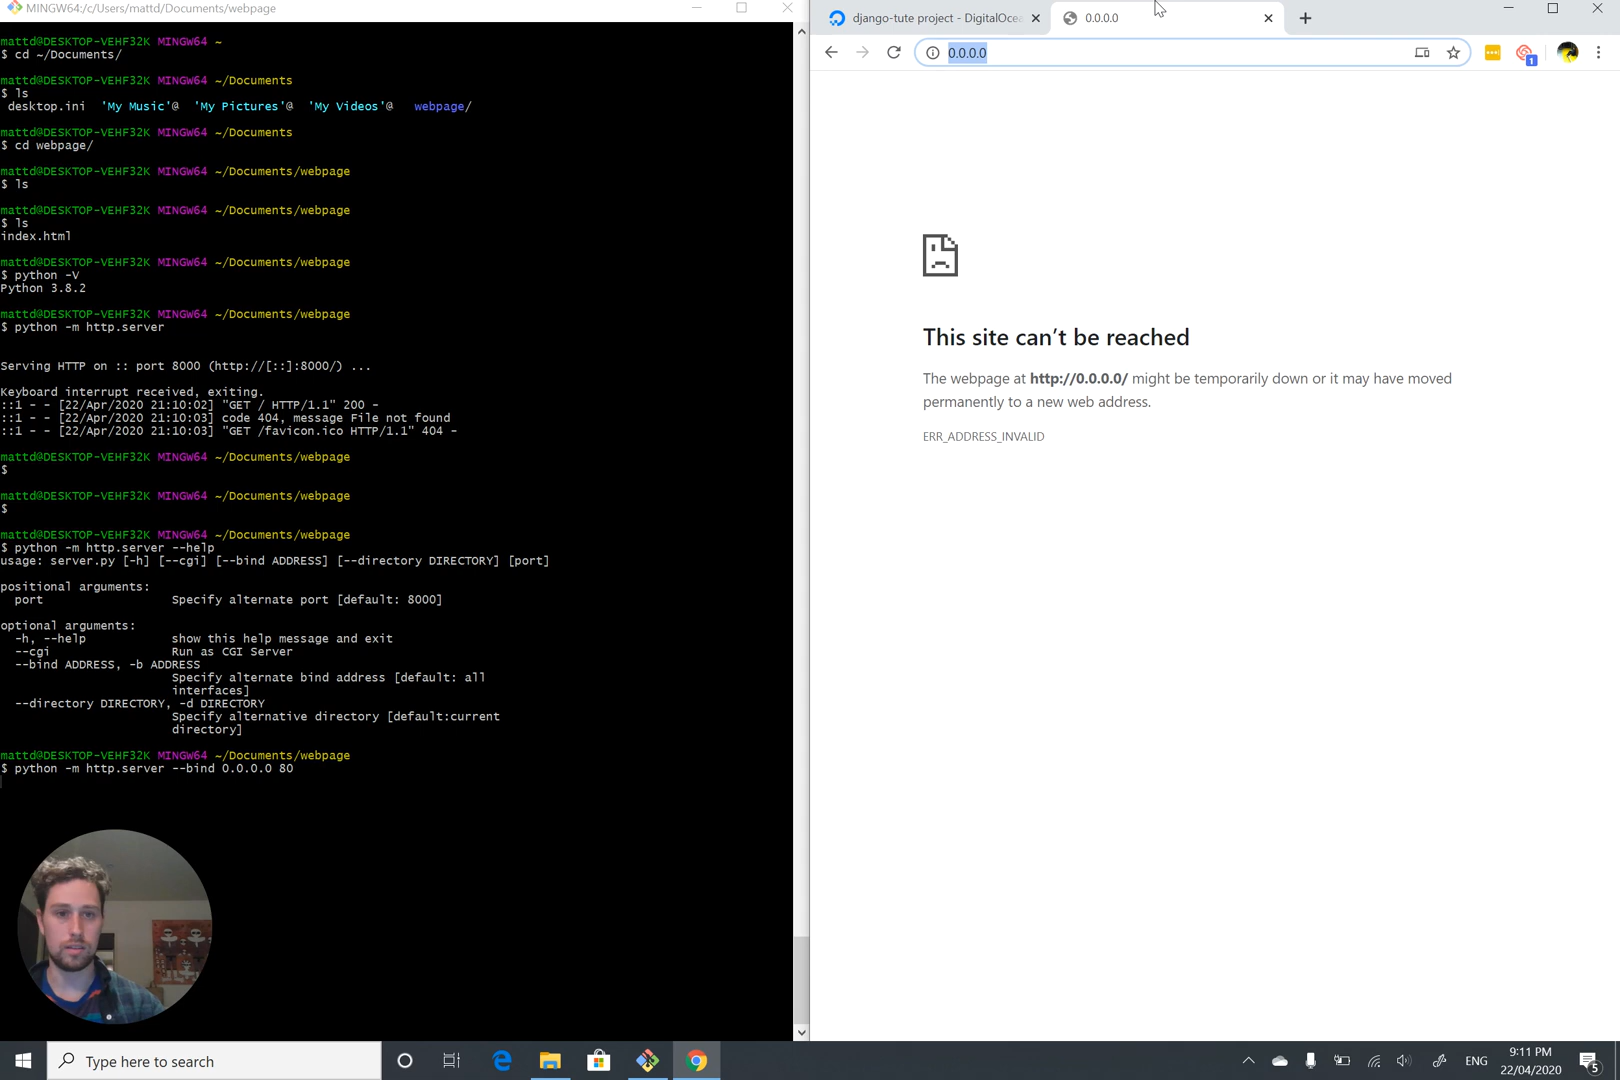 MINGW64:/c/Users/mattd/Documents/webpage
mattd@DESKTOP-VEHF32K MINGW64 ~
$ cd ~/Documents/
mattd@DESKTOP-VEHF32K MINGW64 ~/Documents
$ ls
desktop.ini  'My Music'@  'My Pictures'@  'My Videos'@   webpage/
mattd@DESKTOP-VEHF32K MINGW64 ~/Documents
$ cd webpage/
mattd@DESKTOP-VEHF32K MINGW64 ~/Documents/webpage
$ ls
mattd@DESKTOP-VEHF32K MINGW64 ~/Documents/webpage
$ ls
index.html
mattd@DESKTOP-VEHF32K MINGW64 ~/Documents/webpage
$ python -V
Python 3.8.2
mattd@DESKTOP-VEHF32K MINGW64 ~/Documents/webpage
$ python -m http.server
Serving HTTP on :: port 8000 (http://[::]:8000/) ...
Keyboard interrupt received, exiting.
::1 - - [22/Apr/2020 21:10:02] "GET / HTTP/1.1" 200 -
::1 - - [22/Apr/2020 21:10:03] code 404, message File not found
::1 - - [22/Apr/2020 21:10:03] "GET /favicon.ico HTTP/1.1" 404 -
mattd@DESKTOP-VEHF32K MINGW64 ~/Documents/webpage
$
mattd@DESKTOP-VEHF32K MINGW64 ~/Documents/webpage
$
mattd@DESKTOP-VEHF32K MINGW64 ~/Documents/webpage
$ python -m http.server --help
usage: server.py [-h] [--cgi] [--bind ADDRESS] [--directory DIRECTORY] [port]
positional arguments:
port                  Specify alternate port [default: 8000]
optional arguments:
-h, --help            show this help message and exit
--cgi                 Run as CGI Server
--bind ADDRESS, -b ADDRESS
Specify alternate bind address [default: all
interfaces]
--directory DIRECTORY, -d DIRECTORY
Specify alternative directory [default:current
directory]
mattd@DESKTOP-VEHF32K MINGW64 ~/Documents/webpage
$ python -m http.server --bind 0.0.0.0 80
django-tute project - DigitalOcea
0.0.0.0
0.0.0.0
1
This site can't be reached
The webpage at http://0.0.0.0/ might be temporarily down or it may have moved
permanently to a new web address.
ERR_ADDRESS_INVALID
Type here to search
ENG
9:11 PM
22/04/2020
5